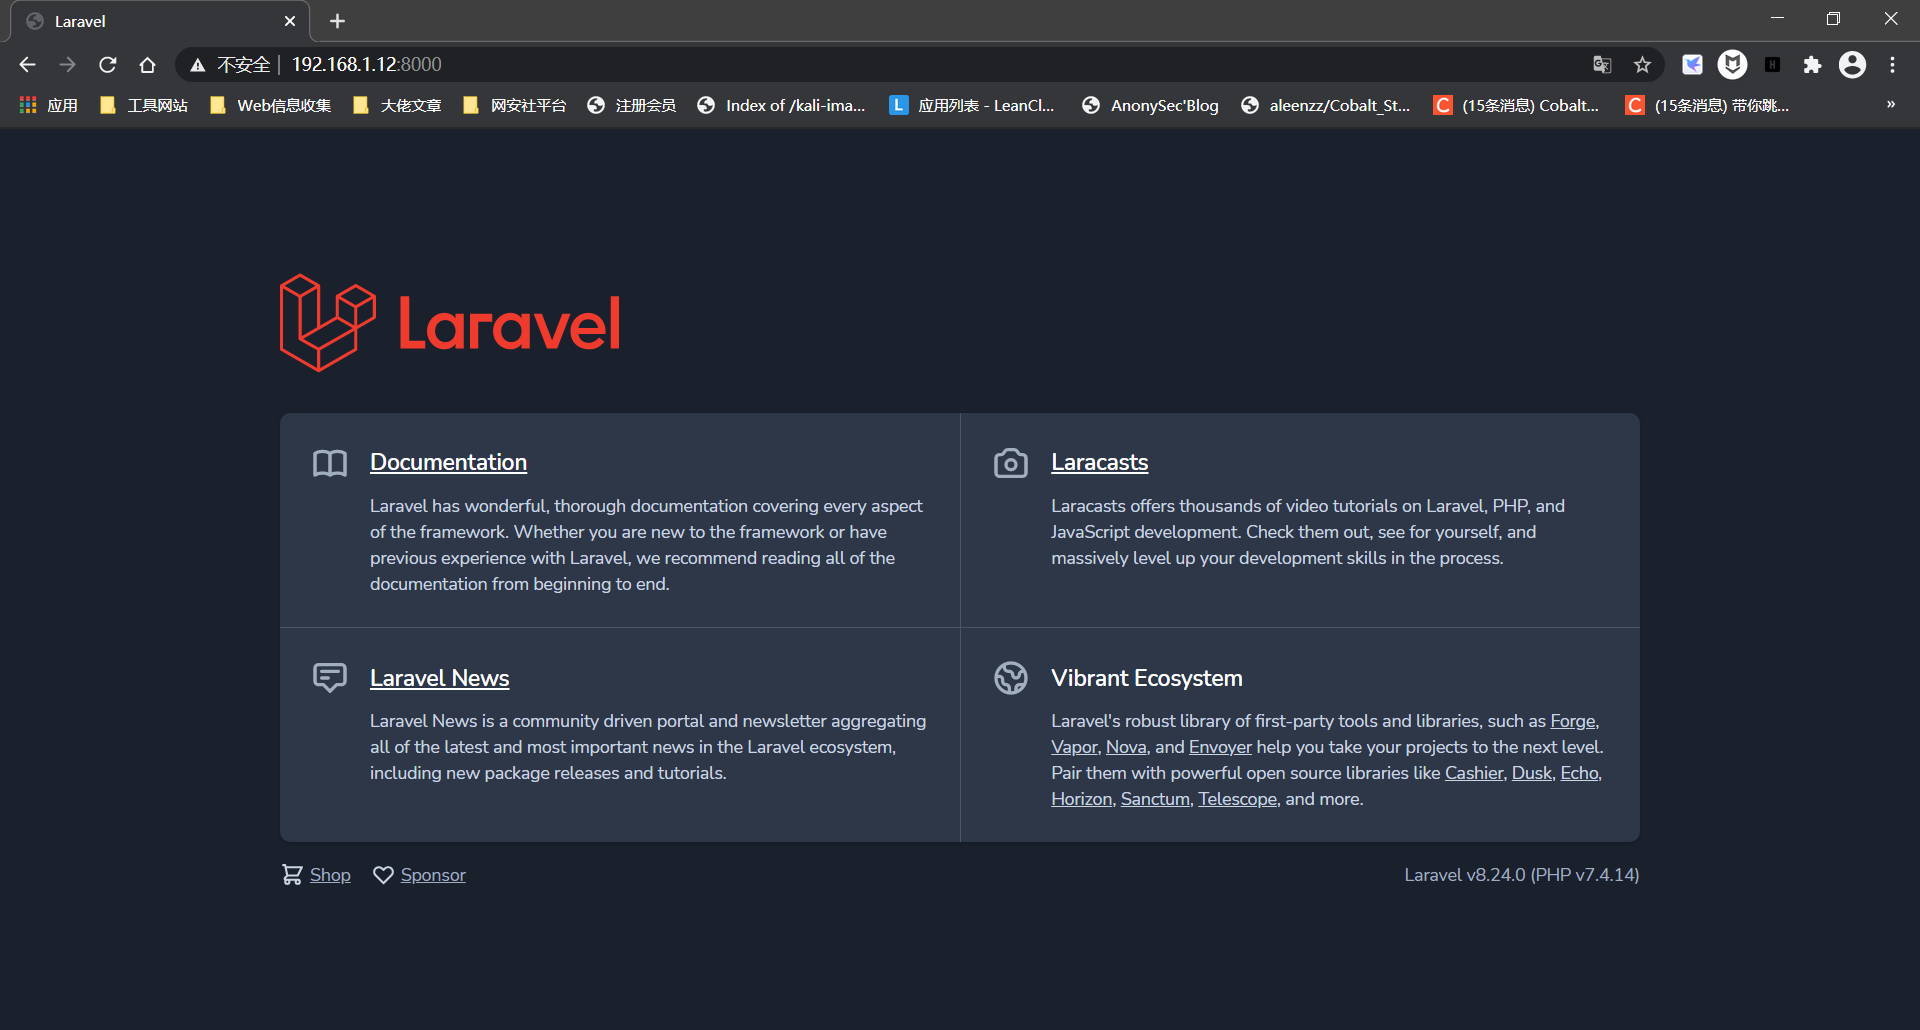 Laravel
不安全 | 192.168.1.12:8000
应用 工具网站 Web信息收集 大佬文章 网安社平台 注册会员 Index of /kali-ima... L 应用列表 - LeanCl... AnonySec'Blog aleenzz/Cobalt_St... C (15条消息) Cobalt... C (15条消息) 带你跳... »
Laravel
Documentation
Laravel has wonderful, thorough documentation covering every aspect
of the framework. Whether you are new to the framework or have
previous experience with Laravel, we recommend reading all of the
documentation from beginning to end.
Laracasts
Laracasts offers thousands of video tutorials on Laravel, PHP, and
JavaScript development. Check them out, see for yourself, and
massively level up your development skills in the process.
Laravel News
Laravel News is a community driven portal and newsletter aggregating
all of the latest and most important news in the Laravel ecosystem,
including new package releases and tutorials.
Vibrant Ecosystem
Laravel's robust library of first-party tools and libraries, such as Forge,
Vapor, Nova, and Envoyer help you take your projects to the next level.
Pair them with powerful open source libraries like Cashier, Dusk, Echo,
Horizon, Sanctum, Telescope, and more.
Shop Sponsor
Laravel v8.24.0 (PHP v7.4.14)